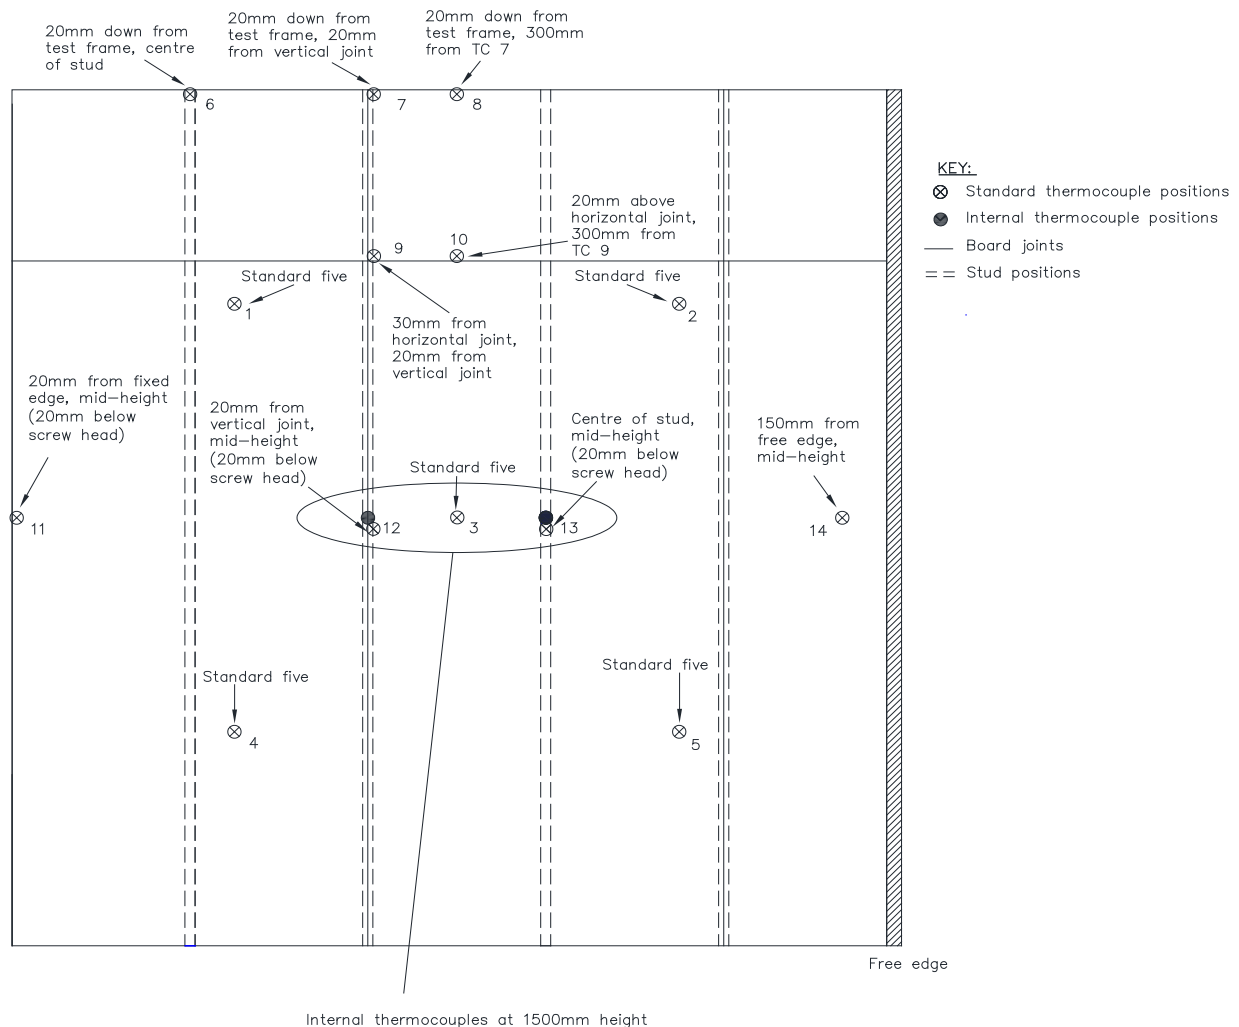 20mm down from
test frame, centre
of stud
20mm down from
test frame, 20mm
from vertical joint
20mm down from
test frame, 300mm
from TC 7
6
7
8
KEY:
Standard thermocouple positions
Internal thermocouple positions
Board joints
Stud positions
20mm above
horizontal joint,
300mm from
TC 9
9
10
Standard five
1
Standard five
2
30mm from
horizontal joint,
20mm from
vertical joint
20mm from fixed
edge, mid-height
(20mm below
screw head)
20mm from
vertical joint,
mid-height
(20mm below
screw head)
Standard five
Centre of stud,
mid-height
(20mm below
screw head)
150mm from
free edge,
mid-height
11
12
3
13
14
Standard five
4
Standard five
5
Free edge
Internal thermocouples at 1500mm height